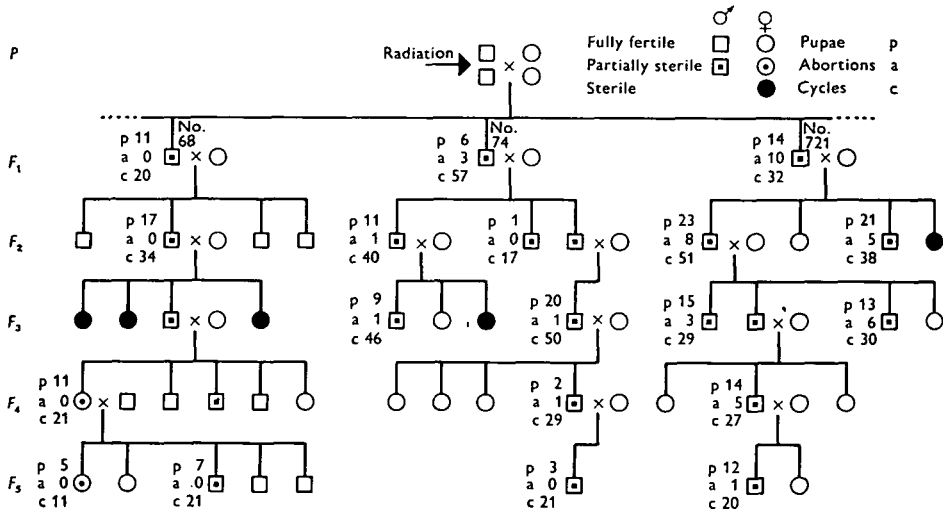 ♂ ♀
P
Radiation
×
Fully fertile Pupae p
Partially sterile Abortions a
Sterile Cycles c
No. 68
No. 74
No. 721
F₁
p 11
a 0
c 20
×
p 6
a 3
c 57
×
p 14
a 10
c 32
×
F₂
p 17
a 0
c 34
×
p 11
a 1
c 40
×
p 1
a 0
c 17
×
p 23
a 8
c 51
×
p 21
a 5
c 38
F₃
×
p 9
a 1
c 46
p 20
a 1
c 50
×
p 15
a 3
c 29
×
p 13
a 6
c 30
F₄
p 11
a 0
c 21
×
p 2
a 1
c 29
×
p 14
a 5
c 27
×
F₅
p 5
a 0
c 11
p 7
a .0
c 21
p 3
a 0
c 21
p 12
a 1
c 20